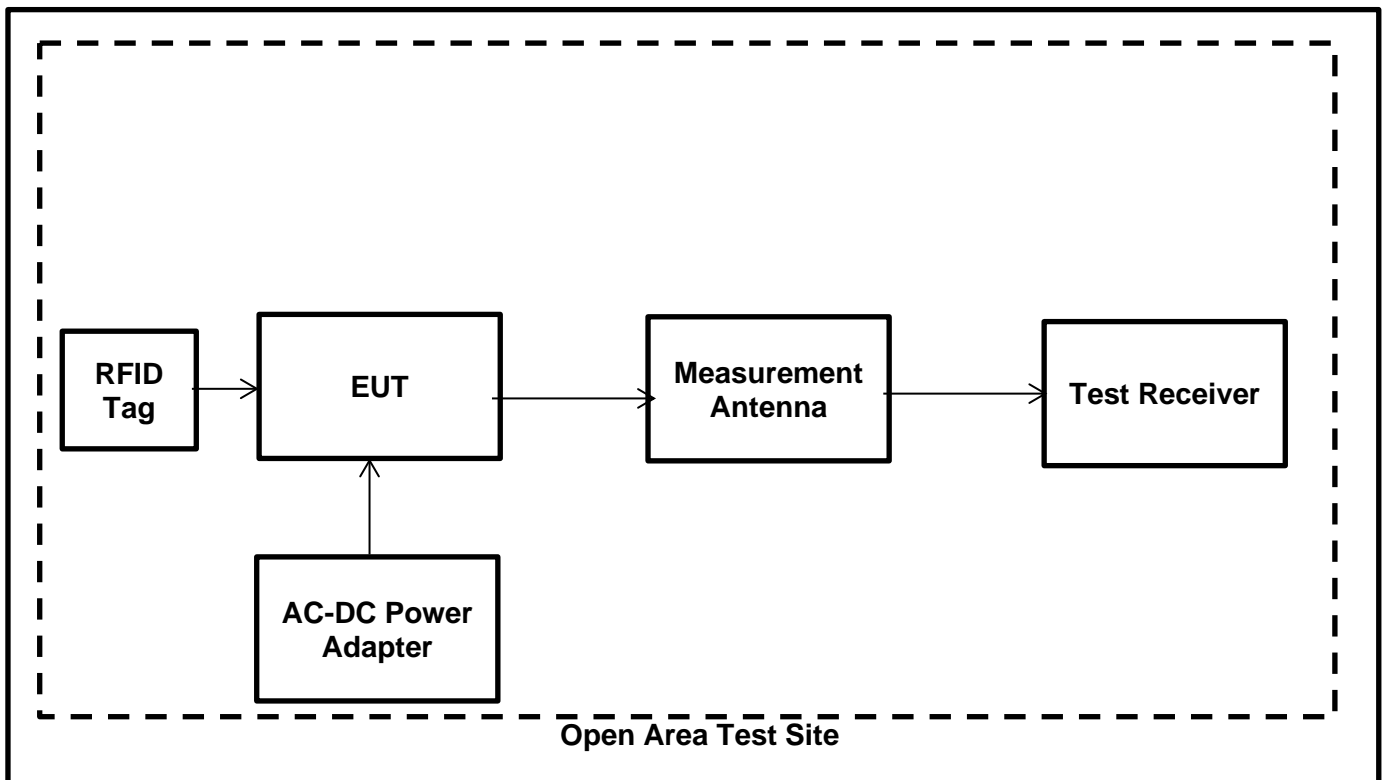 RFID
Tag
EUT
Measurement
Antenna
Test Receiver
AC-DC Power
Adapter
Open Area Test Site